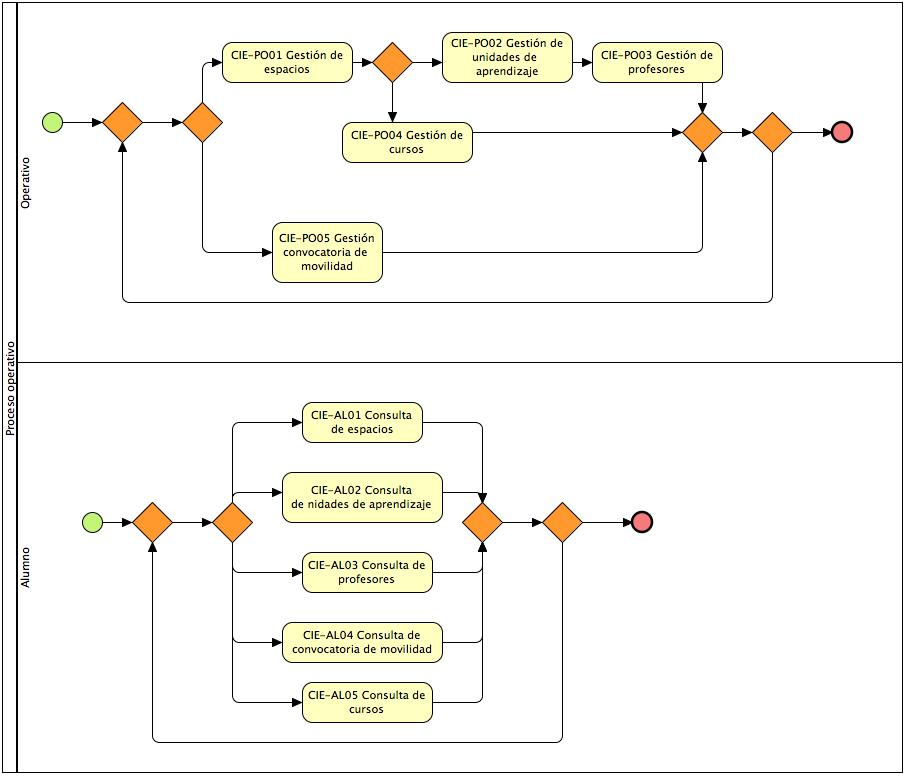 Proceso operativo
Operativo
CIE-PO01 Gestión de
espacios
CIE-PO02 Gestión de
unidades de
aprendizaje
CIE-PO03 Gestión de
profesores
CIE-PO04 Gestión de
cursos
CIE-PO05 Gestión
convocatoria de
movilidad
Alumno
CIE-AL01 Consulta
de espacios
CIE-AL02 Consulta
de nidades de aprendizaje
CIE-AL03 Consulta de
profesores
CIE-AL04 Consulta de
convocatoria de movilidad
CIE-AL05 Consulta de
cursos